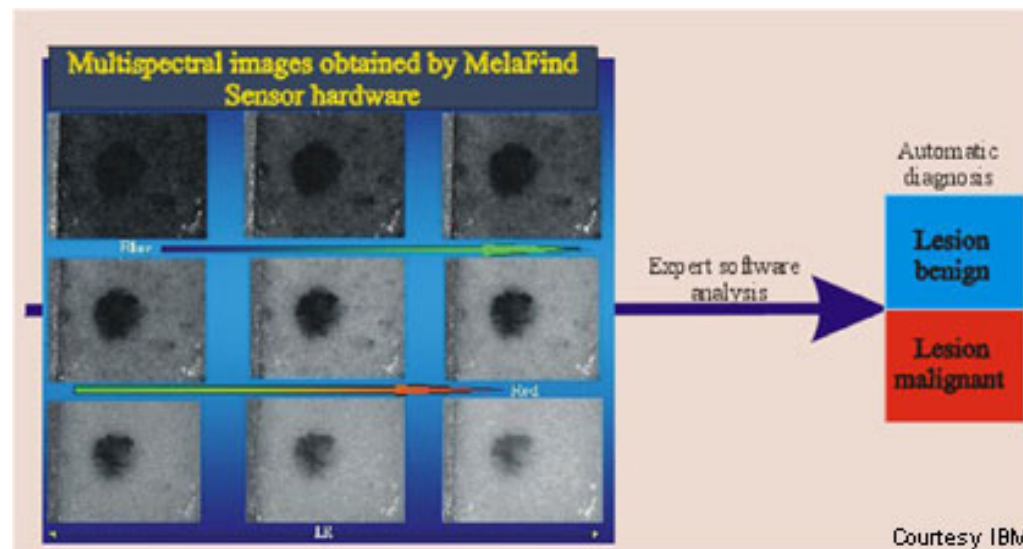 Multispectral images obtained by MelaFind
Sensor hardware
Blue
Red
Expert software
analysis
Automatic
diagnosis
Lesion
benign
Lesion
malignant
Courtesy IBM